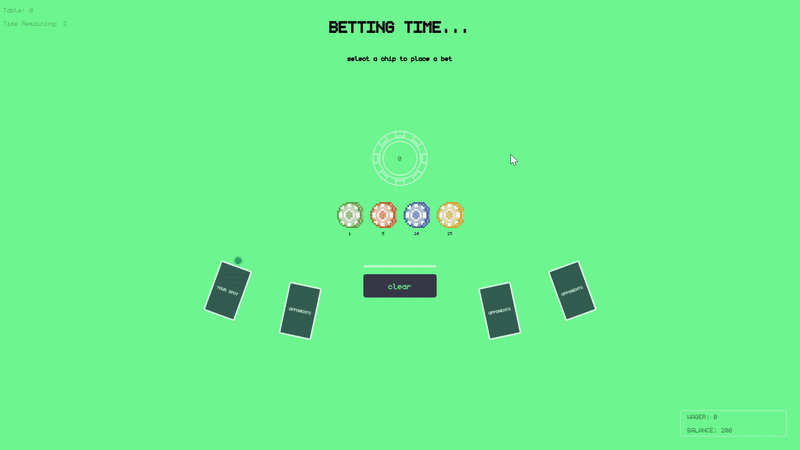 Table: 0
Time Remaining: 2
BETTING TIME...
select a chip to place a bet
0
1
5
10
25
clear
YOUR SPOT
OPPONENTS
OPPONENTS
OPPONENTS
WAGER: 0
BALANCE: 200